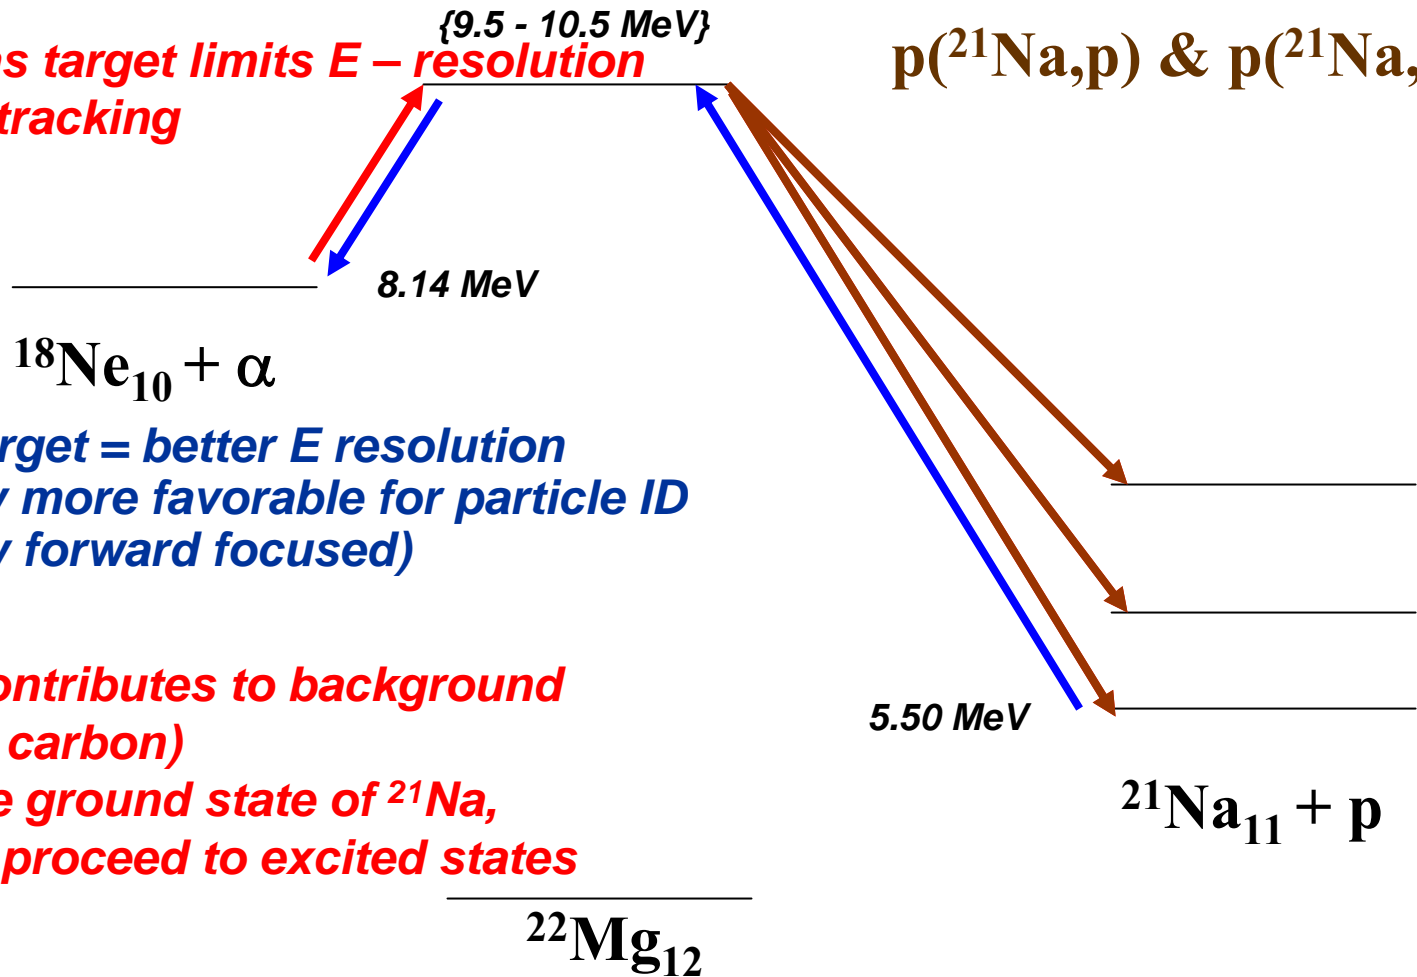 {9.5 - 10.5 MeV}
target limits E – resolution
tracking
p(²¹Na,p) & p(²¹Na,
8.14 MeV
¹⁸Ne₁₀ + α
= better E resolution
more favorable for particle ID
forward focused)
to background
carbon)
5.50 MeV
ground state of ²¹Na,
proceed to excited states
²¹Na₁₁ + p
²²Mg₁₂